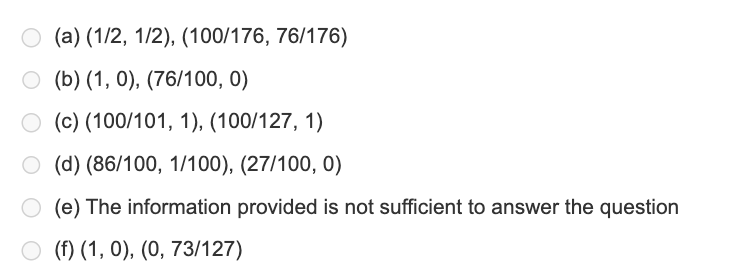 (a) (1/2, 1/2), (100/176, 76/176)
(b) (1, 0), (76/100, 0)
(c) (100/101, 1), (100/127, 1)
(d) (86/100, 1/100), (27/100, 0)
(e) The information provided is not sufficient to answer the question
(f) (1, 0), (0, 73/127)